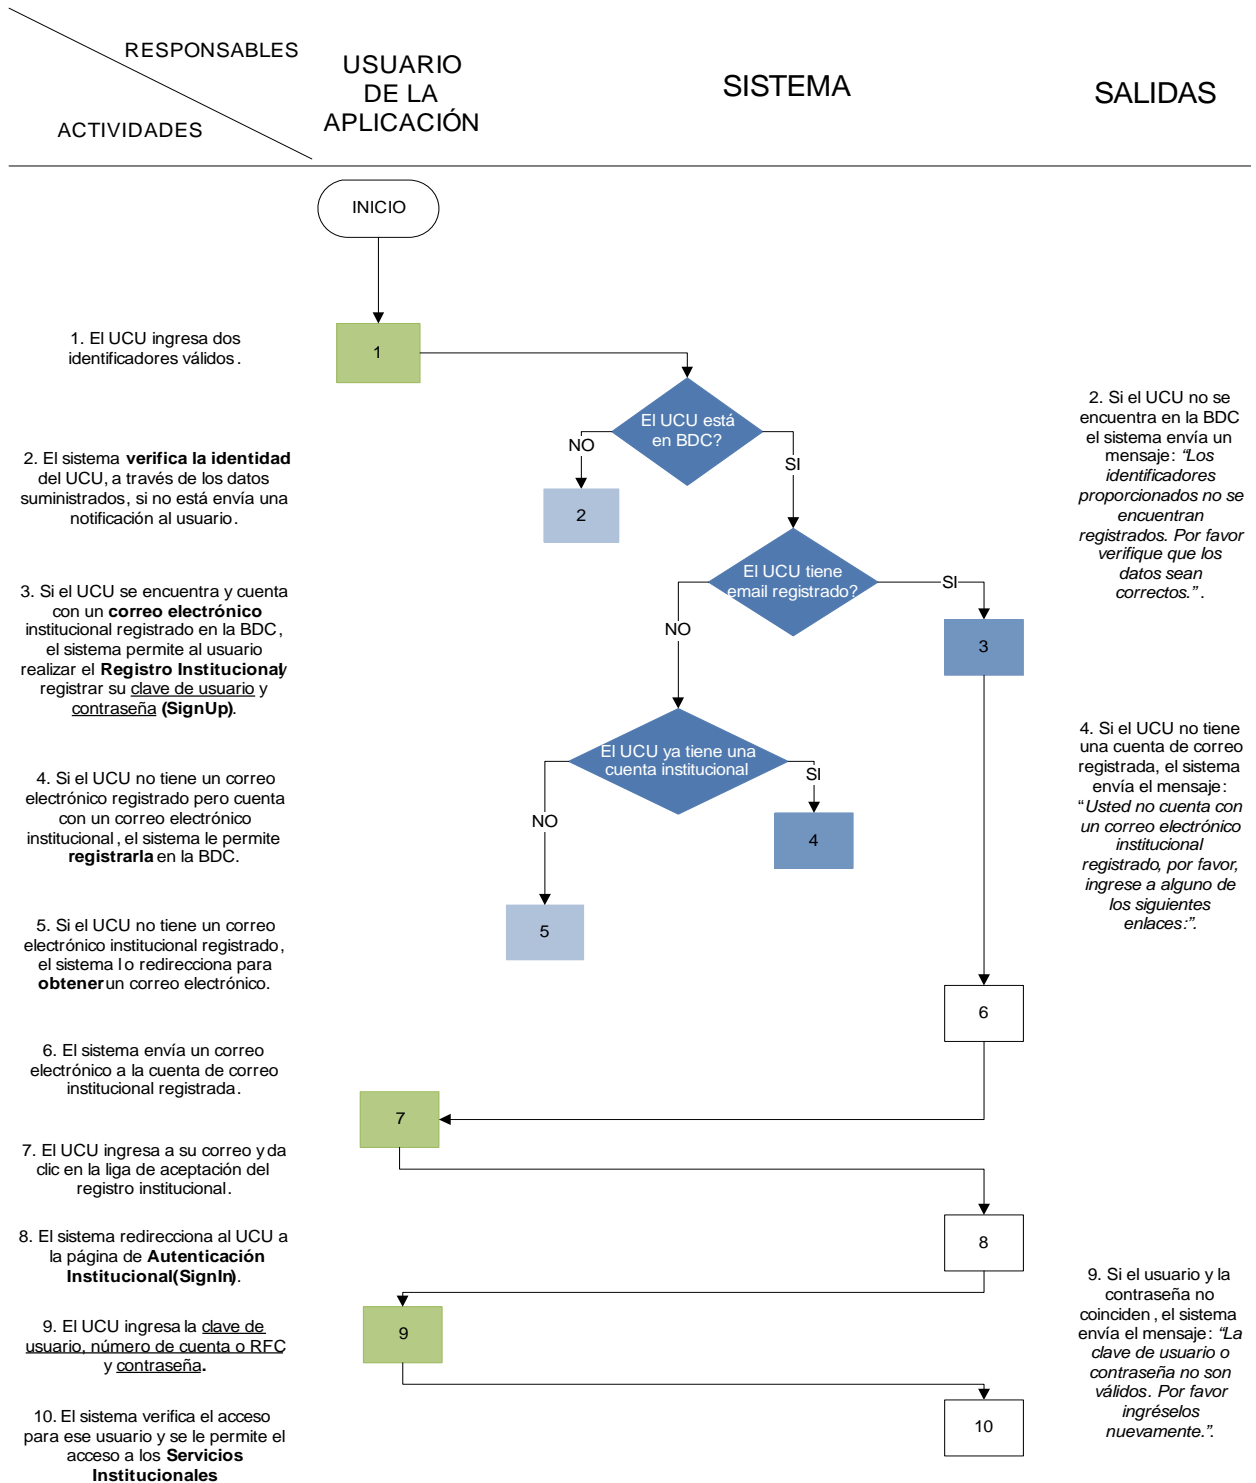 RESPONSABLES
ACTIVIDADES
USUARIO
DE LA
APLICACIÓN
SISTEMA
SALIDAS
INICIO
1. El UCU ingresa dos
identificadores válidos.
1
El UCU está
en BDC?
NO
SI
2. El sistema verifica la identidad
del UCU, a través de los datos
suministrados, si no está envía una
notificación al usuario.
2
2. Si el UCU no se
encuentra en la BDC
el sistema envía un
mensaje: “Los
identificadores
proporcionados no se
encuentran
registrados. Por favor
verifique que los
datos sean
correctos.”.
El UCU tiene
email registrado?
SI
NO
3. Si el UCU se encuentra y cuenta
con un correo electrónico
institucional registrado en la BDC,
el sistema permite al usuario
realizar el Registro Institucional y
registrar su clave de usuario y
contraseña (SignUp).
3
El UCU ya tiene una
cuenta institucional
SI
NO
4. Si el UCU no tiene un correo
electrónico registrado pero cuenta
con un correo electrónico
institucional, el sistema le permite
registrarla en la BDC.
4
4. Si el UCU no tiene
una cuenta de correo
registrada, el sistema
envía el mensaje:
“Usted no cuenta con
un correo electrónico
institucional
registrado, por favor,
ingrese a alguno de
los siguientes
enlaces:”.
5. Si el UCU no tiene un correo
electrónico institucional registrado,
el sistema lo redirecciona para
obtener un correo electrónico.
5
6. El sistema envía un correo
electrónico a la cuenta de correo
institucional registrada.
6
7. El UCU ingresa a su correo y da
clic en la liga de aceptación del
registro institucional.
7
8. El sistema redirecciona al UCU a
la página de Autenticación
Institucional(SignIn).
8
9. El UCU ingresa la clave de
usuario, número de cuenta o RFC
y contraseña.
9
9. Si el usuario y la
contraseña no
coinciden, el sistema
envía el mensaje: “La
clave de usuario o
contraseña no son
válidos. Por favor
ingréselos
nuevamente.”.
10. El sistema verifica el acceso
para ese usuario y se le permite el
acceso a los Servicios
Institucionales
10